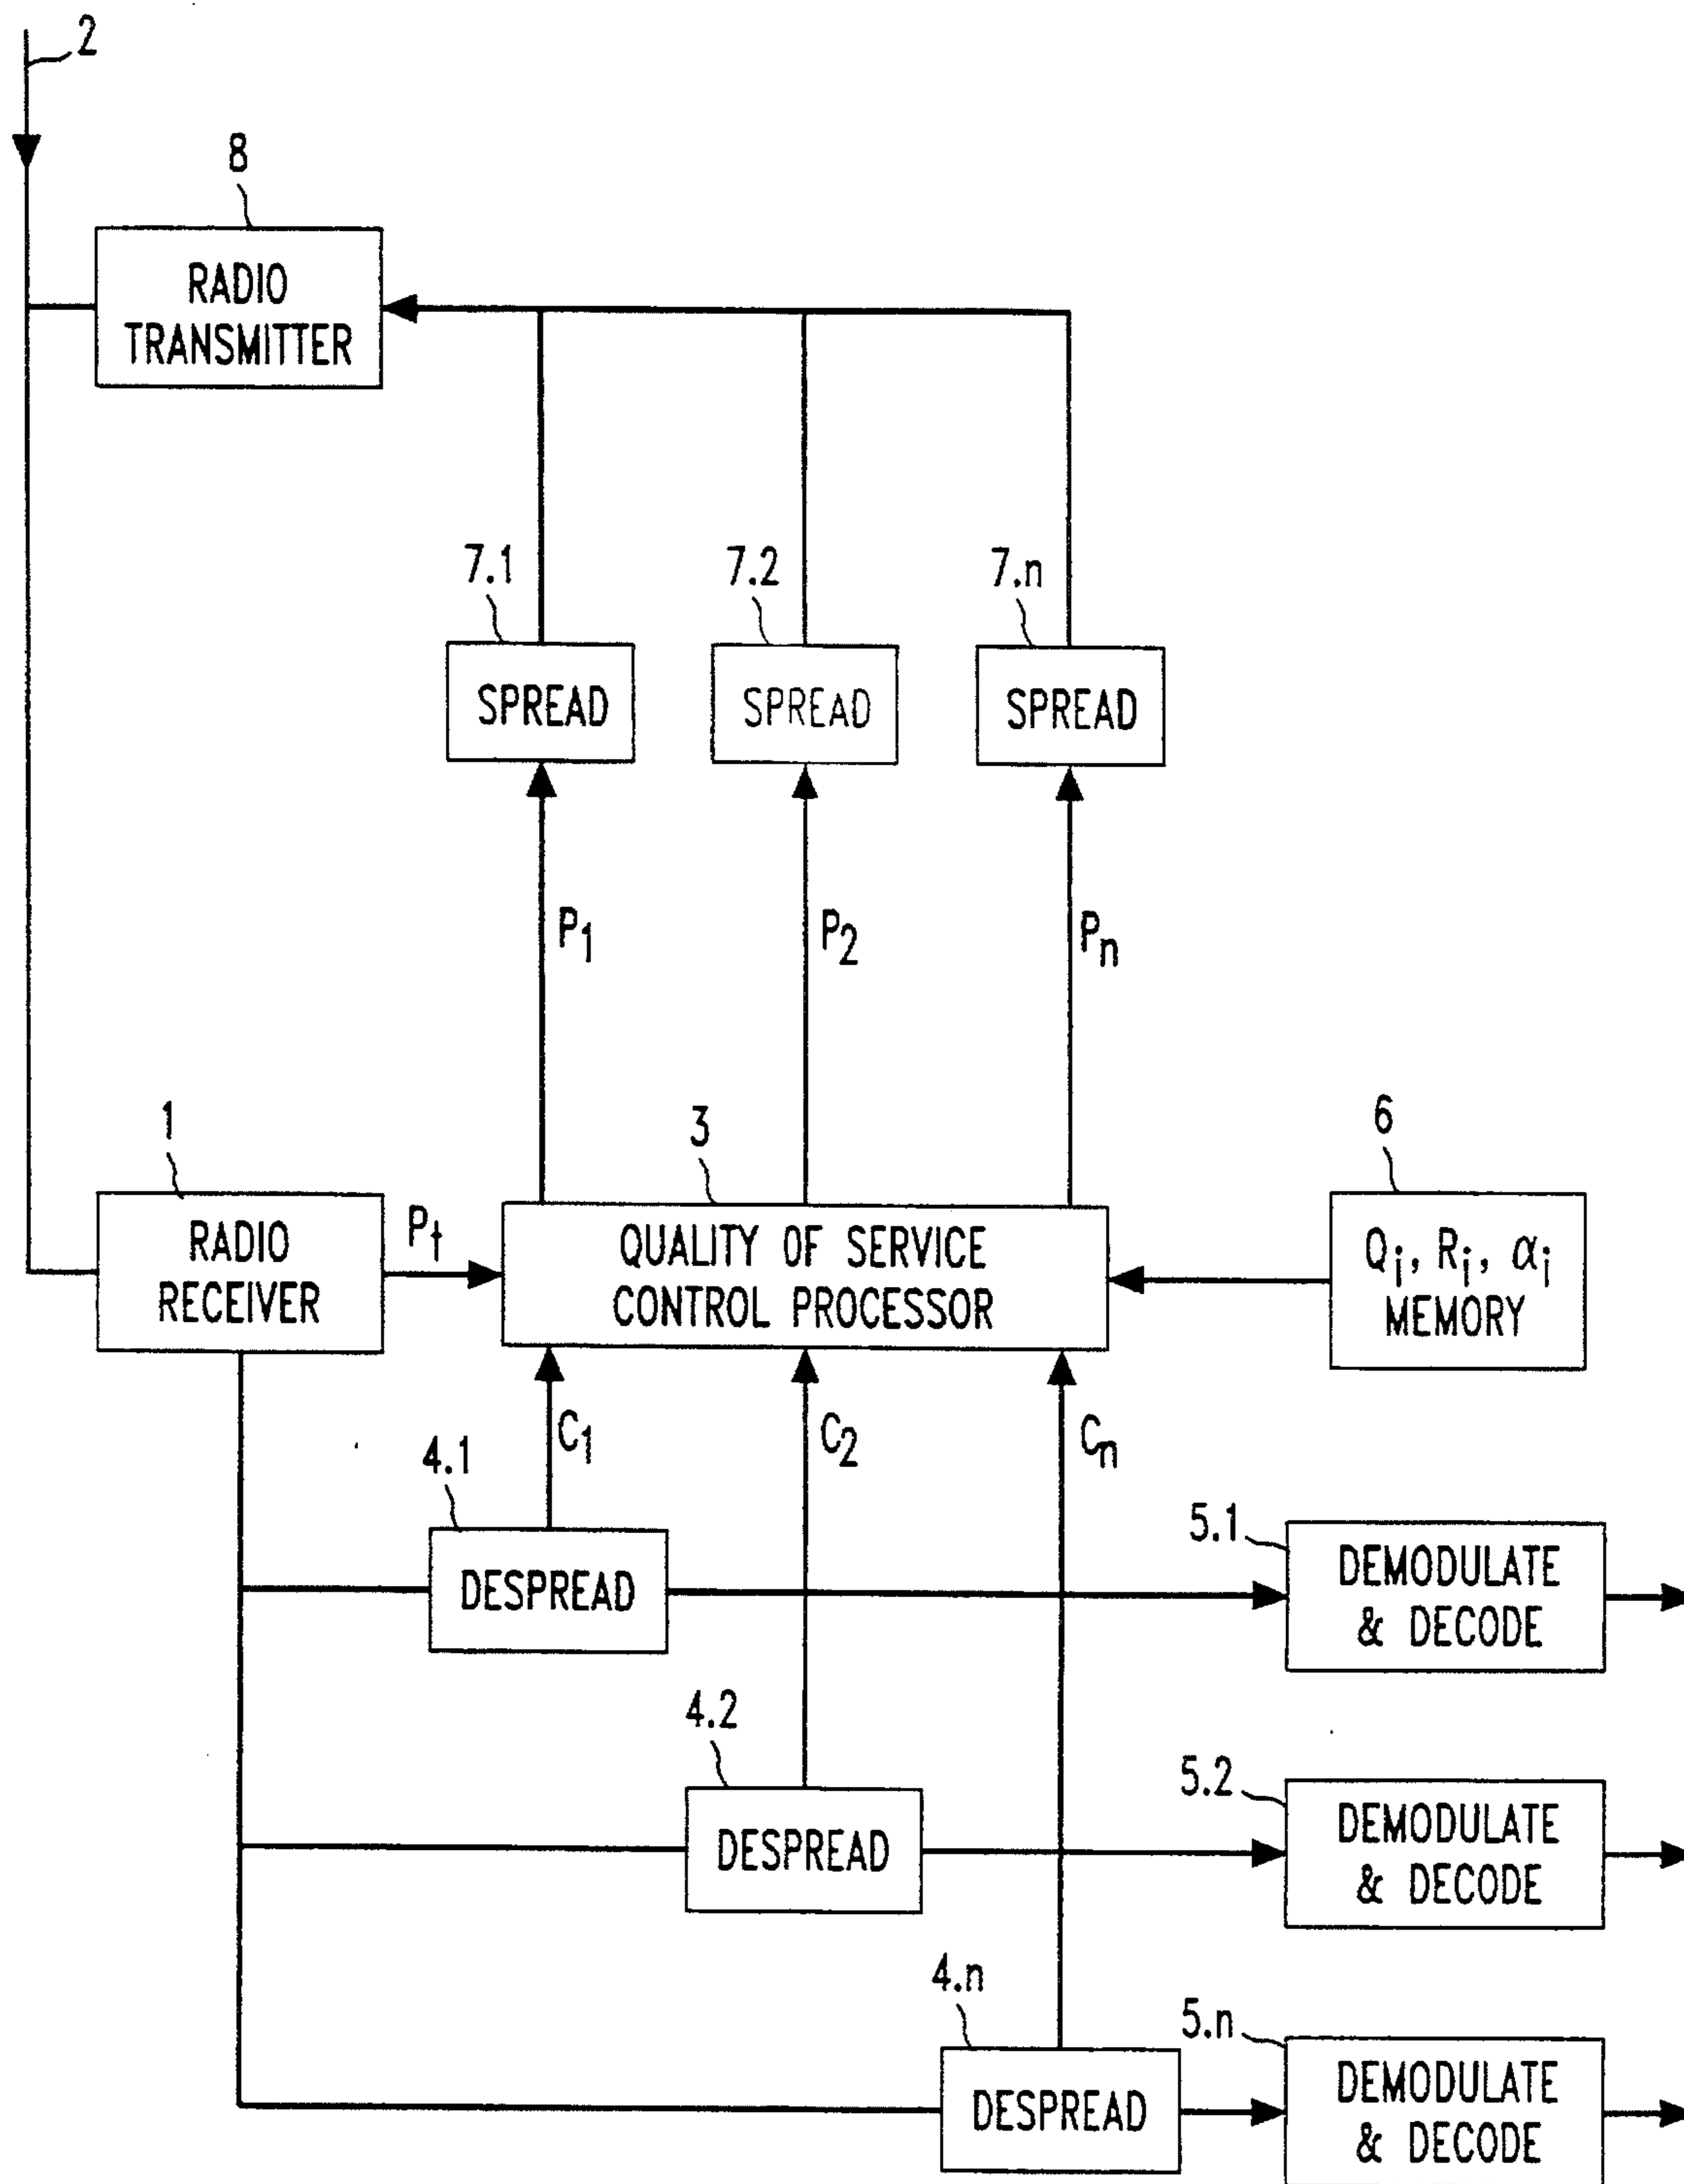 2
8
RADIO
TRANSMITTER
7.1
7.2
7.n
SPREAD
SPREAD
SPREAD
P1
P2
Pn
1
3
6
RADIO
RECEIVER
Pt
QUALITY OF SERVICE
CONTROL PROCESSOR
Qi, Ri, αi
MEMORY
C1
C2
Cn
4.1
DESPREAD
5.1
DEMODULATE
& DECODE
4.2
DESPREAD
5.2
DEMODULATE
& DECODE
4.n
DESPREAD
5.n
DEMODULATE
& DECODE